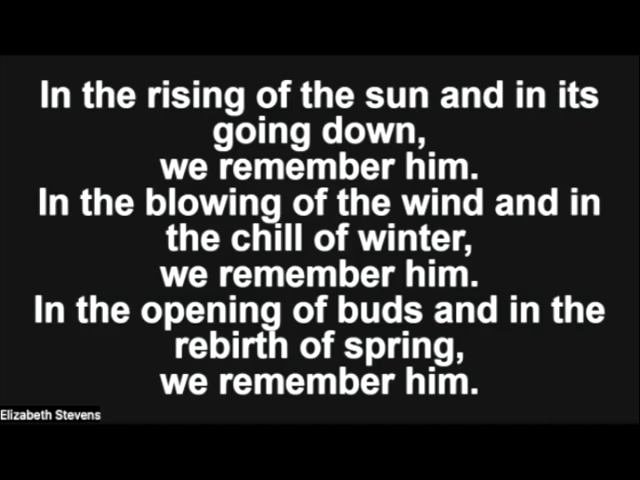 In the rising of the sun and in its
going down,
we remember him.
In the blowing of the wind and in
the chill of winter,
we remember him.
In the opening of buds and in the
rebirth of spring,
we remember him.
Elizabeth Stevens